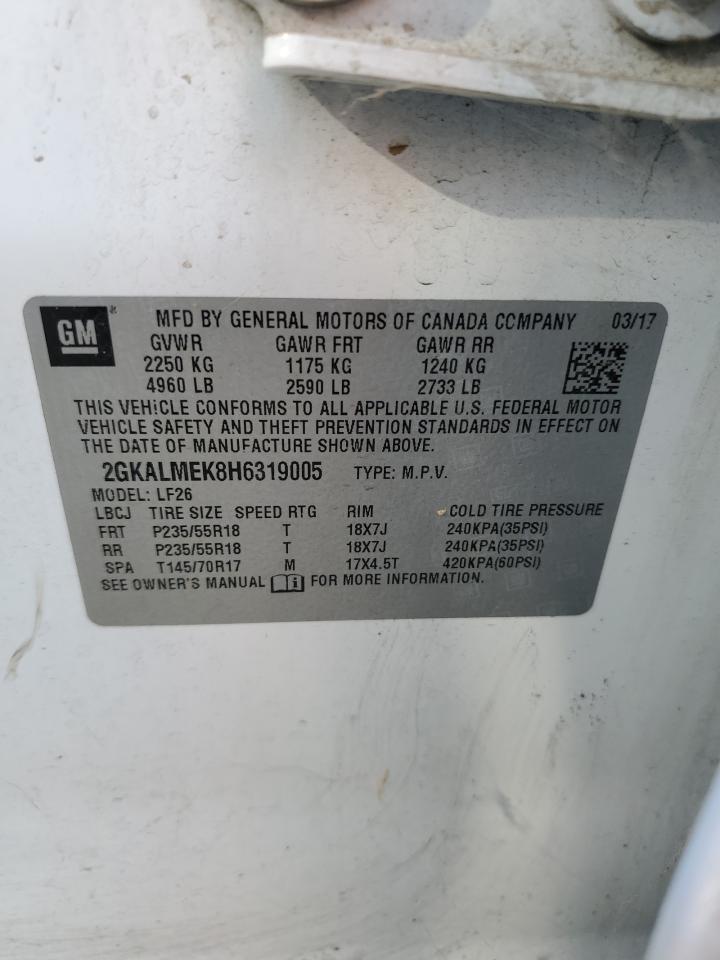 GM MFD BY GENERAL MOTORS OF CANADA COMPANY 03/17
GVWR GAWR FRT GAWR RR
2250 KG 1175 KG 1240 KG
4960 LB 2590 LB 2733 LB
THIS VEHICLE CONFORMS TO ALL APPLICABLE U.S. FEDERAL MOTOR
VEHICLE SAFETY AND THEFT PREVENTION STANDARDS IN EFFECT ON
THE DATE OF MANUFACTURE SHOWN ABOVE.
2GKALMEK8H6319005 TYPE: M.P.V.
MODEL: LF26
LBCJ TIRE SIZE SPEED RTG RIM COLD TIRE PRESSURE
FRT P235/55R18 T 18X7J 240KPA(35PSI)
RR P235/55R18 T 18X7J 240KPA(35PSI)
SPA T145/70R17 M 17X4.5T 420KPA(60PSI)
SEE OWNER'S MANUAL FOR MORE INFORMATION.